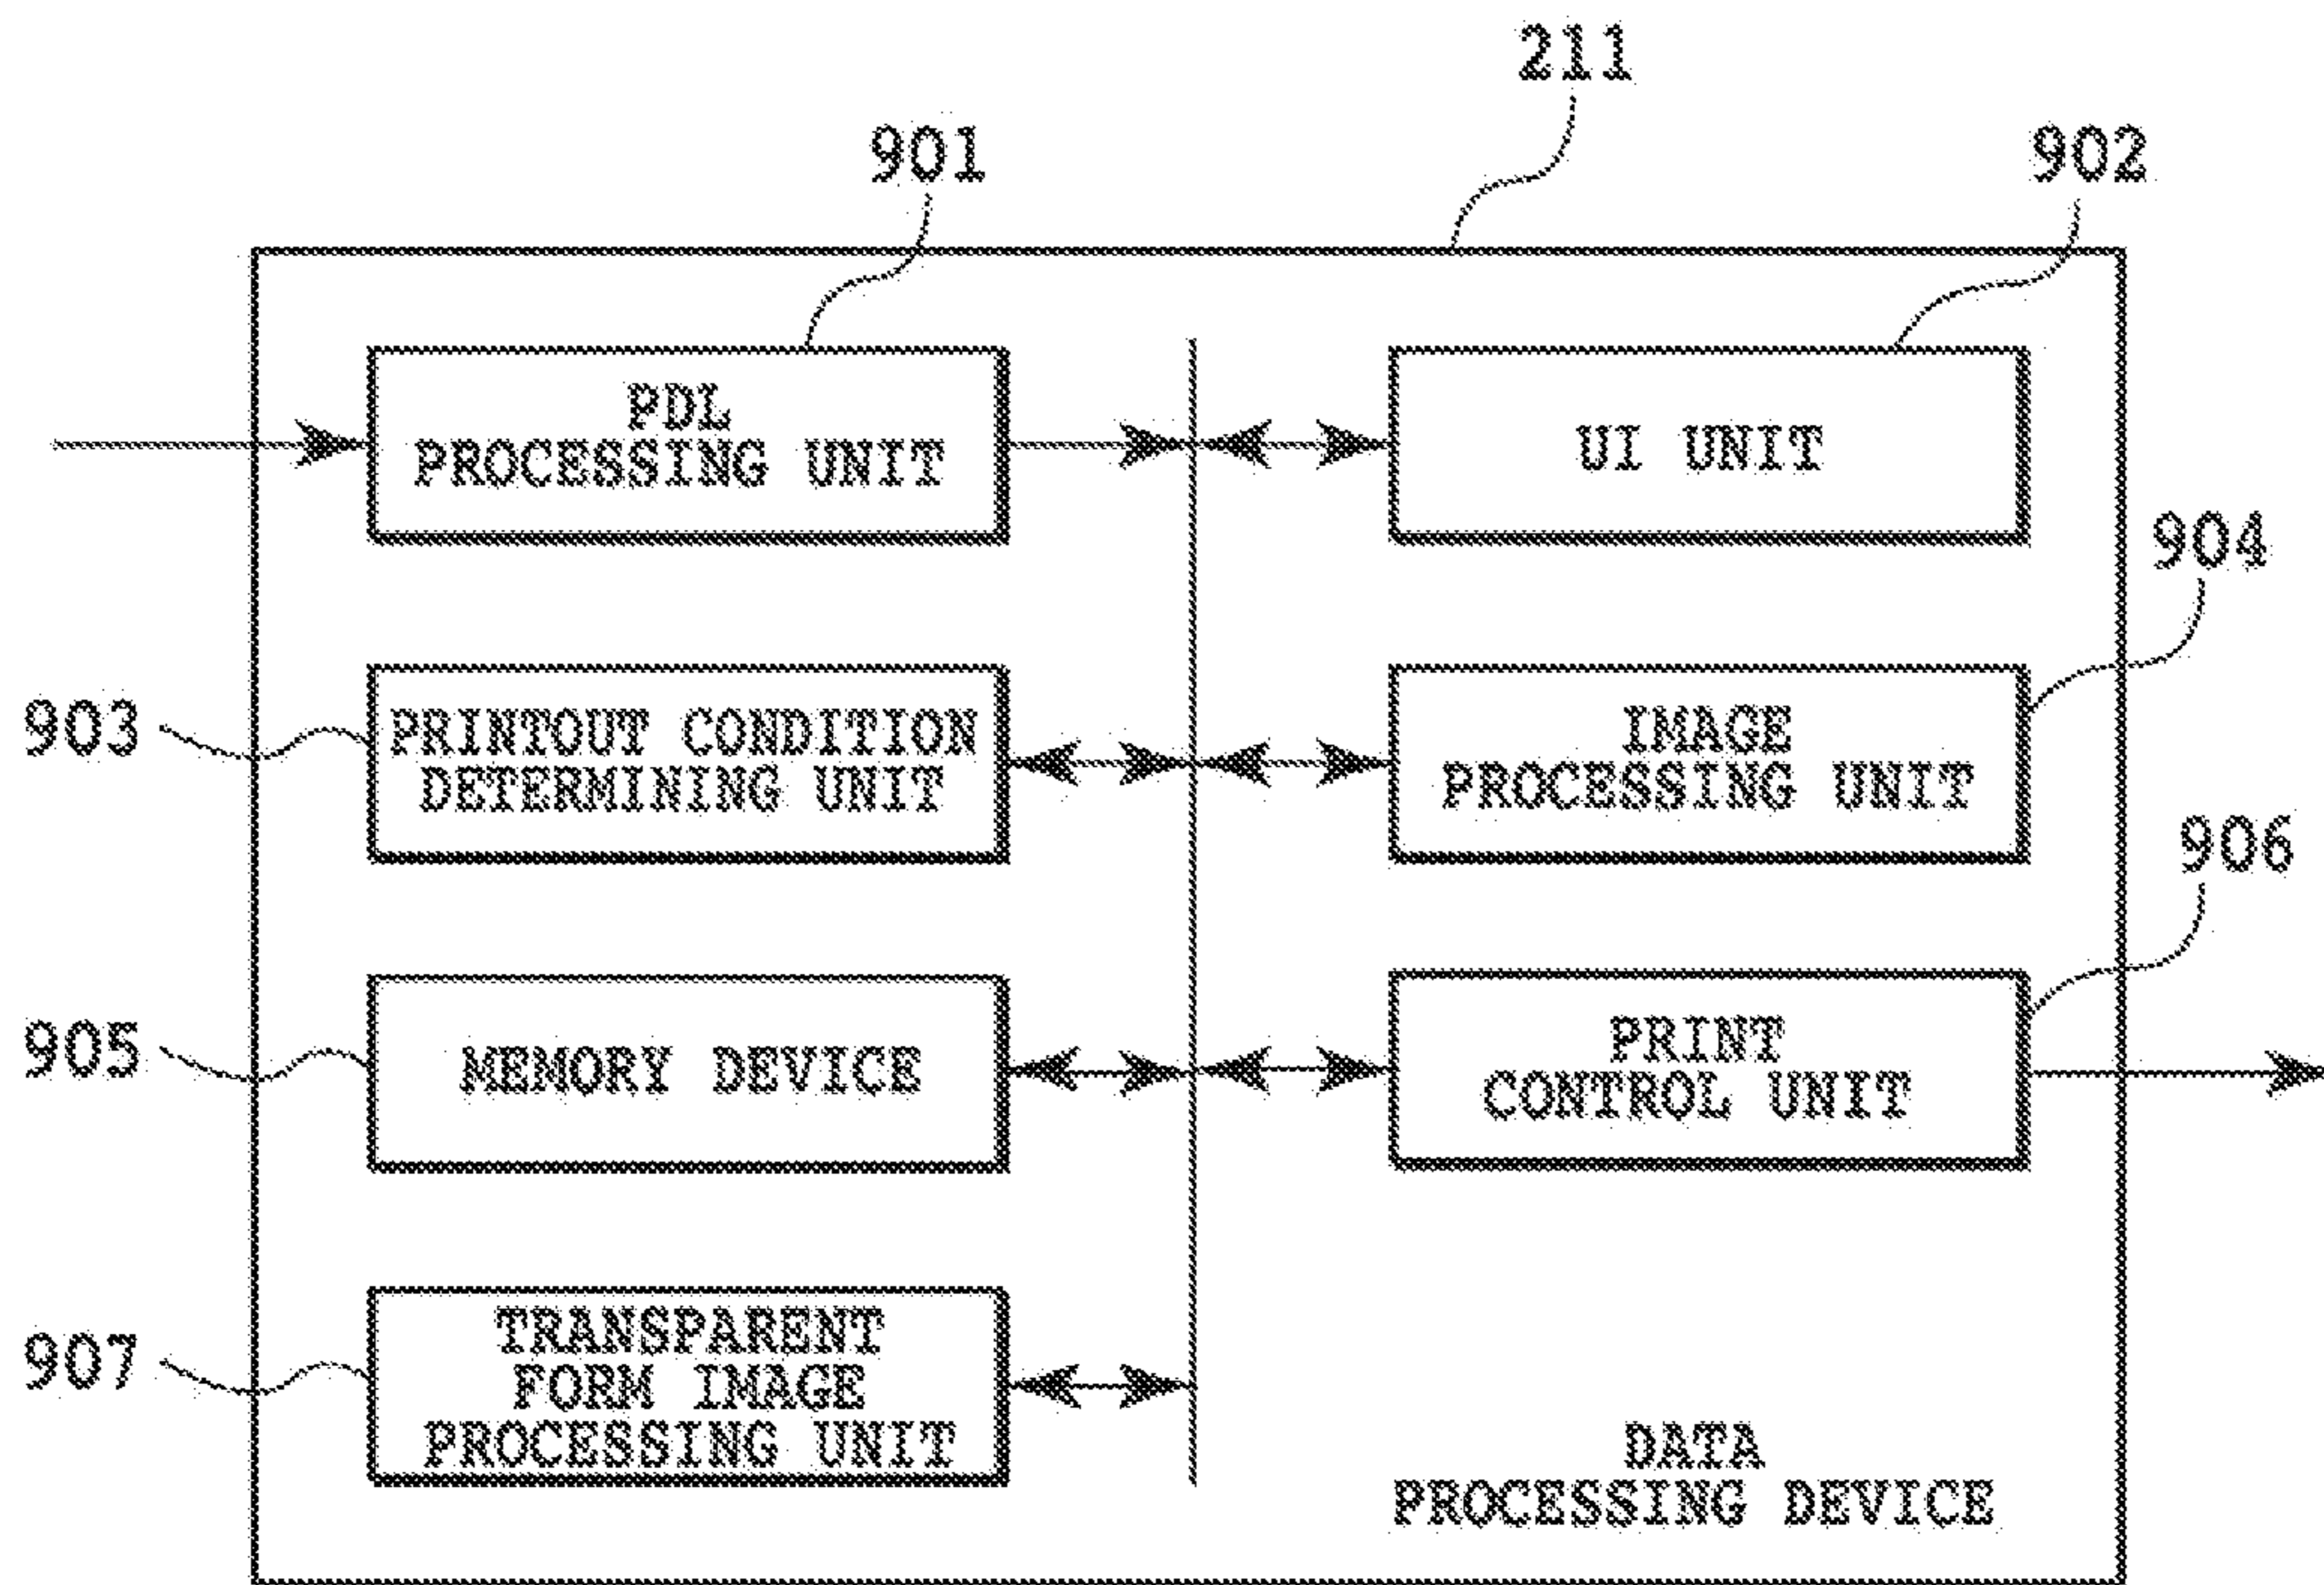 211
901
902
PDL
PROCESSING UNIT
UI UNIT
904
903
PRINTOUT CONDITION
DETERMINING UNIT
IMAGE
PROCESSING UNIT
906
905
MEMORY DEVICE
PRINT
CONTROL UNIT
907
TRANSPARENT
FORM IMAGE
PROCESSING UNIT
DATA
PROCESSING DEVICE